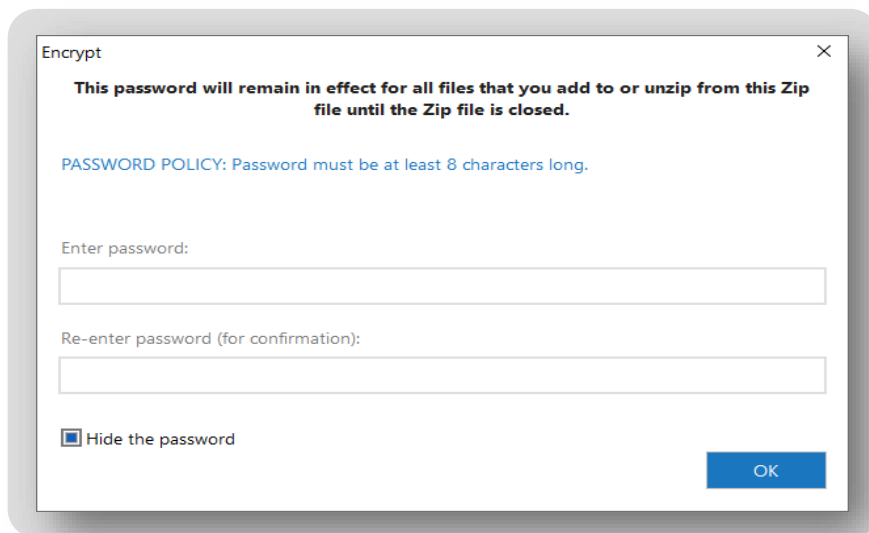 Encrypt
This password will remain in effect for all files that you add to or unzip from this Zip
file until the Zip file is closed.
PASSWORD POLICY: Password must be at least 8 characters long.
Enter password:
Re-enter password (for confirmation):
Hide the password
OK